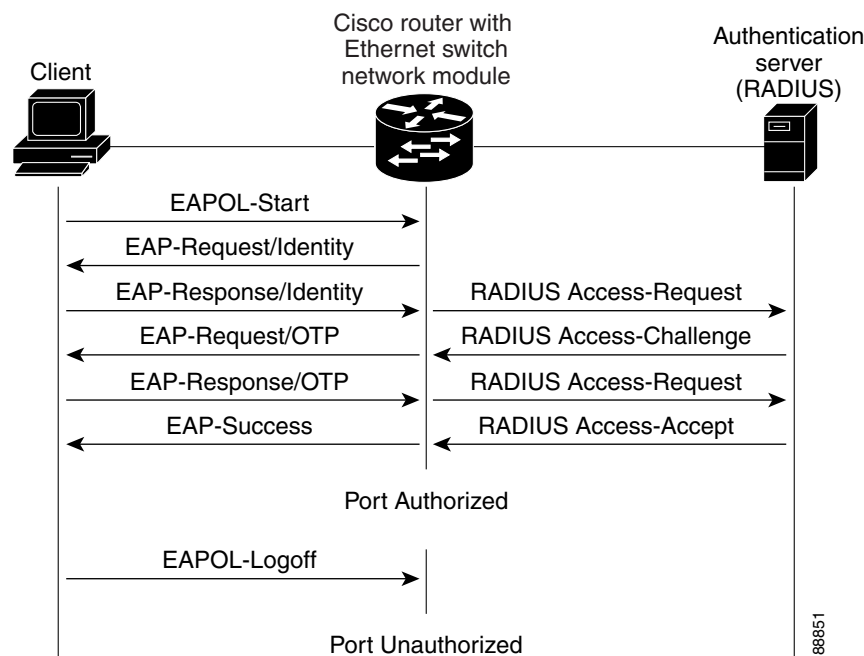 Client
Cisco router with
Ethernet switch
network module
Authentication
server
(RADIUS)
EAPOL-Start
EAP-Request/Identity
EAP-Response/Identity
RADIUS Access-Request
EAP-Request/OTP
RADIUS Access-Challenge
EAP-Response/OTP
RADIUS Access-Request
EAP-Success
RADIUS Access-Accept
Port Authorized
EAPOL-Logoff
Port Unauthorized
88851